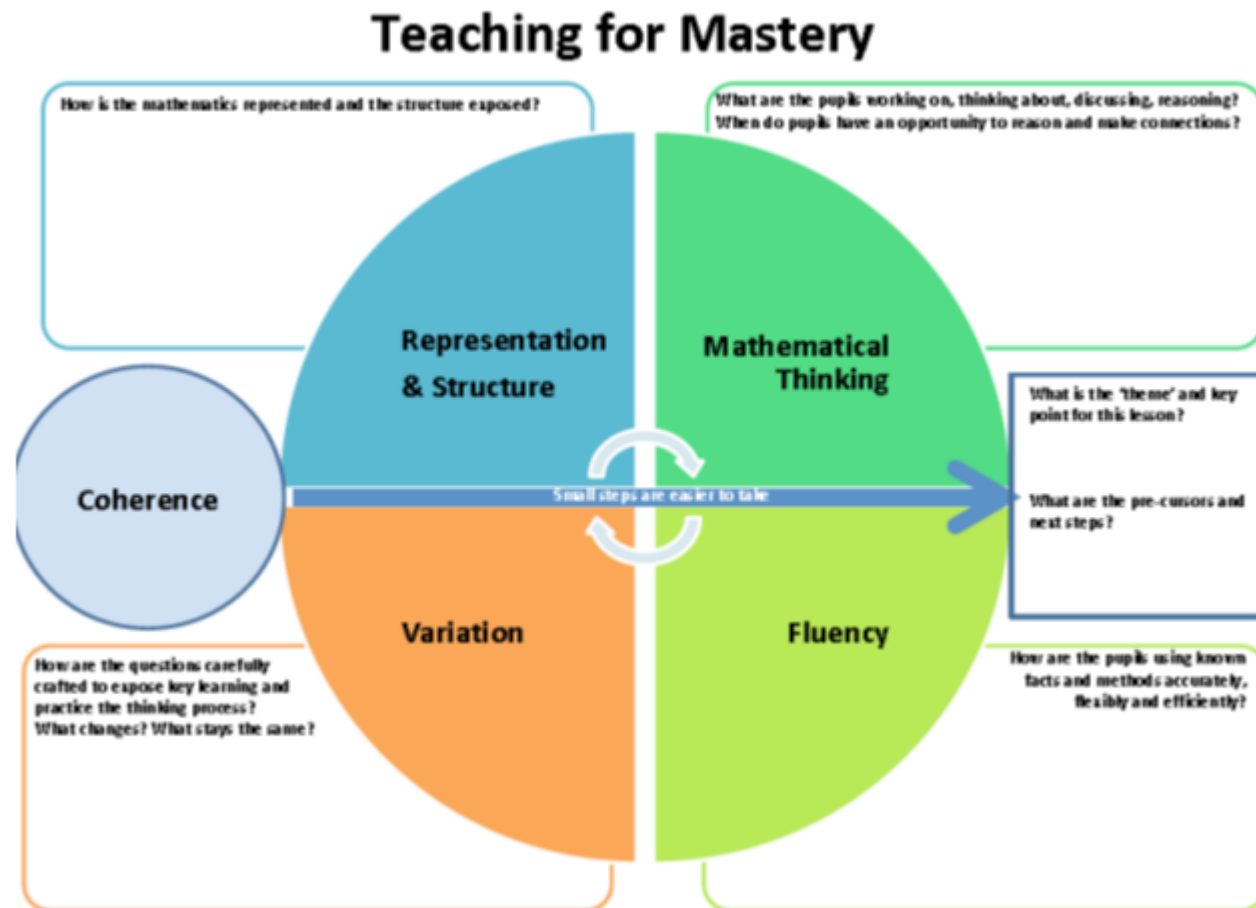 Teaching for Mastery
How is the mathematics represented and the structure exposed?
What are the pupils working on, thinking about, discussing, reasoning?
When do pupils have an opportunity to reason and make connections?
Representation
& Structure
Mathematical
Thinking
What is the 'theme' and key
point for this lesson?
What are the pre-cursors and
next steps?
Coherence
Small steps are easier to take
Variation
Fluency
How are the questions carefully
crafted to expose key learning and
practice the thinking process?
What changes? What stays the same?
How are the pupils using known
facts and methods accurately,
flexibly and efficiently?